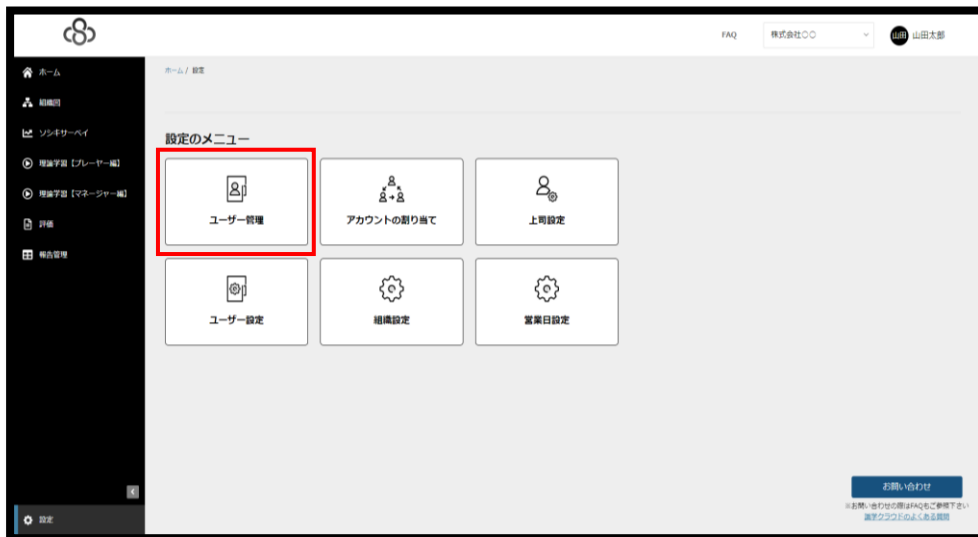 FAQ
株式会社〇〇
山田
山田太郎
ホーム
組織図
ソシキサーベイ
理論学習【プレーヤー編】
理論学習【マネージャー編】
評価
報告管理
設定
ホーム / 設定
設定のメニュー
ユーザー管理
アカウントの割り当て
上司設定
ユーザー設定
組織設定
営業日設定
お問い合わせ
※お問い合わせの際はFAQもご参照下さい
識学クラウドのよくある質問